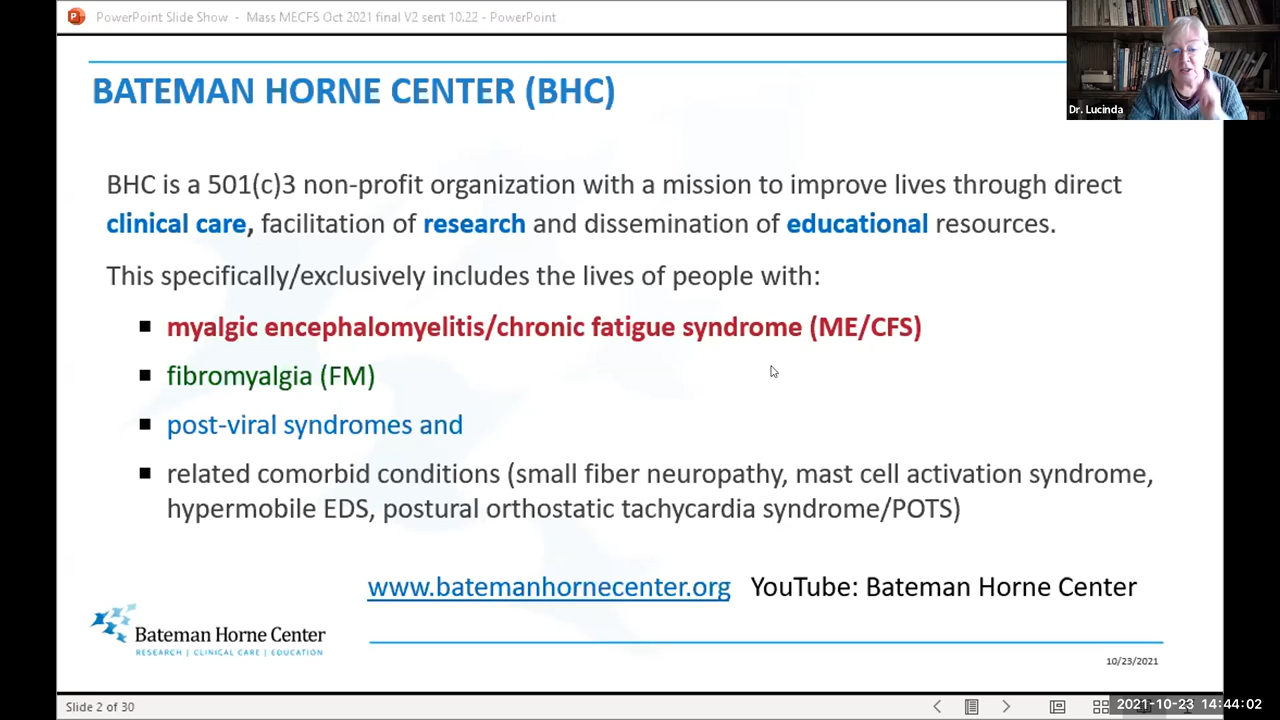 PowerPoint Slide Show - Mass MECFS Oct 2021 final V2 sent 10.22 - PowerPoint
Dr. Lucinda
BATEMAN HORNE CENTER (BHC)
BHC is a 501(c)3 non-profit organization with a mission to improve lives through direct
clinical care, facilitation of research and dissemination of educational resources.
This specifically/exclusively includes the lives of people with:
▪ myalgic encephalomyelitis/chronic fatigue syndrome (ME/CFS)
▪ fibromyalgia (FM)
▪ post-viral syndromes and
▪ related comorbid conditions (small fiber neuropathy, mast cell activation syndrome,
hypermobile EDS, postural orthostatic tachycardia syndrome/POTS)
www.batemanhornecenter.org YouTube: Bateman Horne Center
Bateman Horne Center
RESEARCH | CLINICAL CARE | EDUCATION
10/23/2021
Slide 2 of 30
2021-10-23 14:44:02